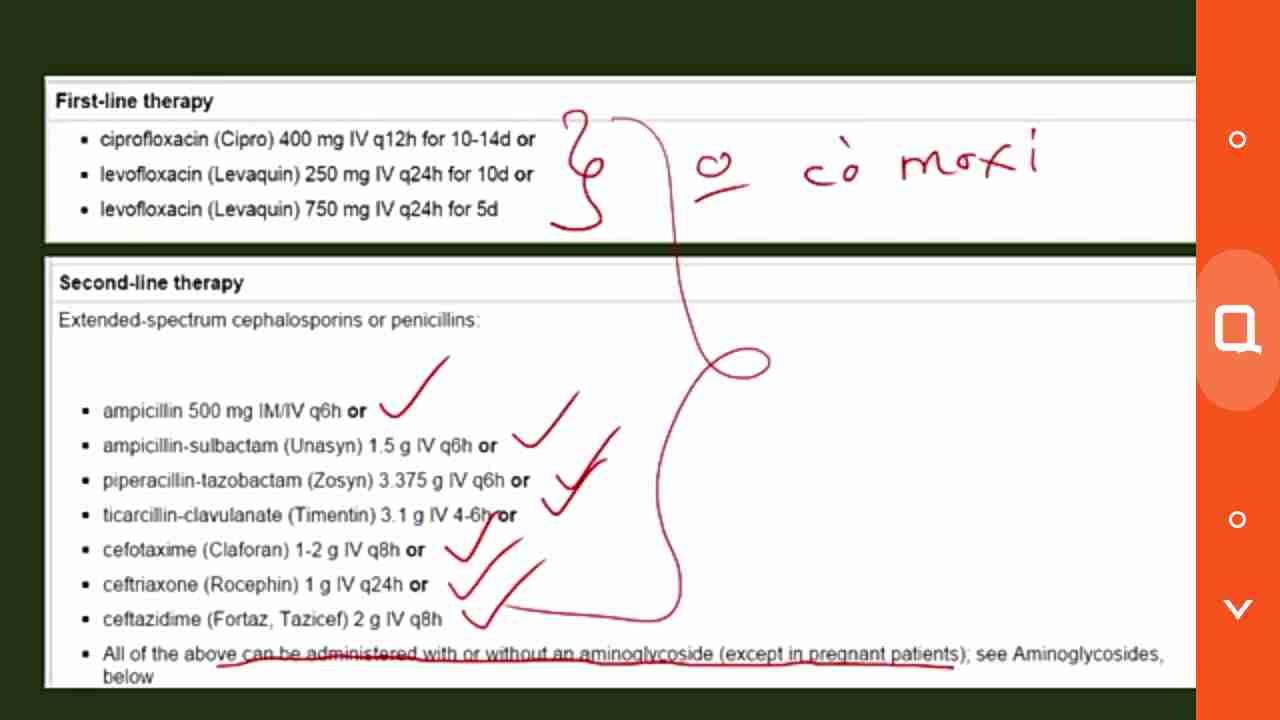 First-line therapy
• ciprofloxacin (Cipro) 400 mg IV q12h for 10-14d or
• levofloxacin (Levaquin) 250 mg IV q24h for 10d or
• levofloxacin (Levaquin) 750 mg IV q24h for 5d
o có moxi
Second-line therapy
Extended-spectrum cephalosporins or penicillins:
▪ ampicillin 500 mg IM/IV q6h or
▪ ampicillin-sulbactam (Unasyn) 1.5 g IV q6h or
▪ piperacillin-tazobactam (Zosyn) 3.375 g IV q6h or
▪ ticarcillin-clavulanate (Timentin) 3.1 g IV 4-6h or
▪ cefotaxime (Claforan) 1-2 g IV q8h or
▪ ceftriaxone (Rocephin) 1 g IV q24h or
▪ ceftazidime (Fortaz, Tazicef) 2 g IV q8h
▪ All of the above can be administered with or without an aminoglycoside (except in pregnant patients); see Aminoglycosides,
below